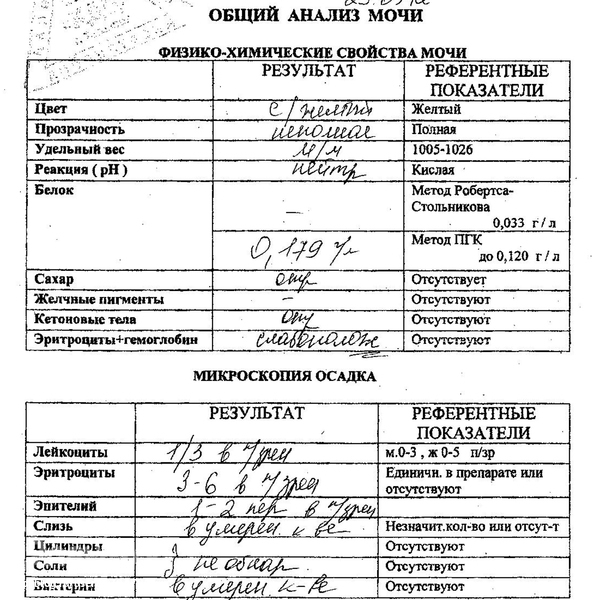 ОБЩИЙ АНАЛИЗ МОЧИ
ФИЗИКО-ХИМИЧЕСКИЕ СВОЙСТВА МОЧИ
РЕЗУЛЬТАТ РЕФЕРЕНТНЫЕ ПОКАЗАТЕЛИ
Цвет с/желтый Желтый
Прозрачность неполная Полная
Удельный вес м/м 1005-1026
Реакция ( pH ) нейтр Кислая
Белок – Метод Робертса-
Стольникова
0,033 г / л
0,179 г/л Метод ПГК
до 0,120 г / л
Сахар отр Отсутствует
Желчные пигменты – Отсутствуют
Кетоновые тела отр Отсутствуют
Эритроциты+гемоглобин слабополож Отсутствуют
МИКРОСКОПИЯ ОСАДКА
РЕЗУЛЬТАТ РЕФЕРЕНТНЫЕ ПОКАЗАТЕЛИ
Лейкоциты 1/3 в п/зрен м.0-3 , ж 0-5 п/зр
Эритроциты 3-6 в п/зрен Единичн. в препарате или
отсутствуют
Эпителий 1-2 в п/зрен
Слизь в умерен к-ве Незначит.кол-во или отсут-т
Цилиндры Отсутствуют
Соли не обнар Отсутствуют
Бактерии в умерен к-ве Отсутствуют